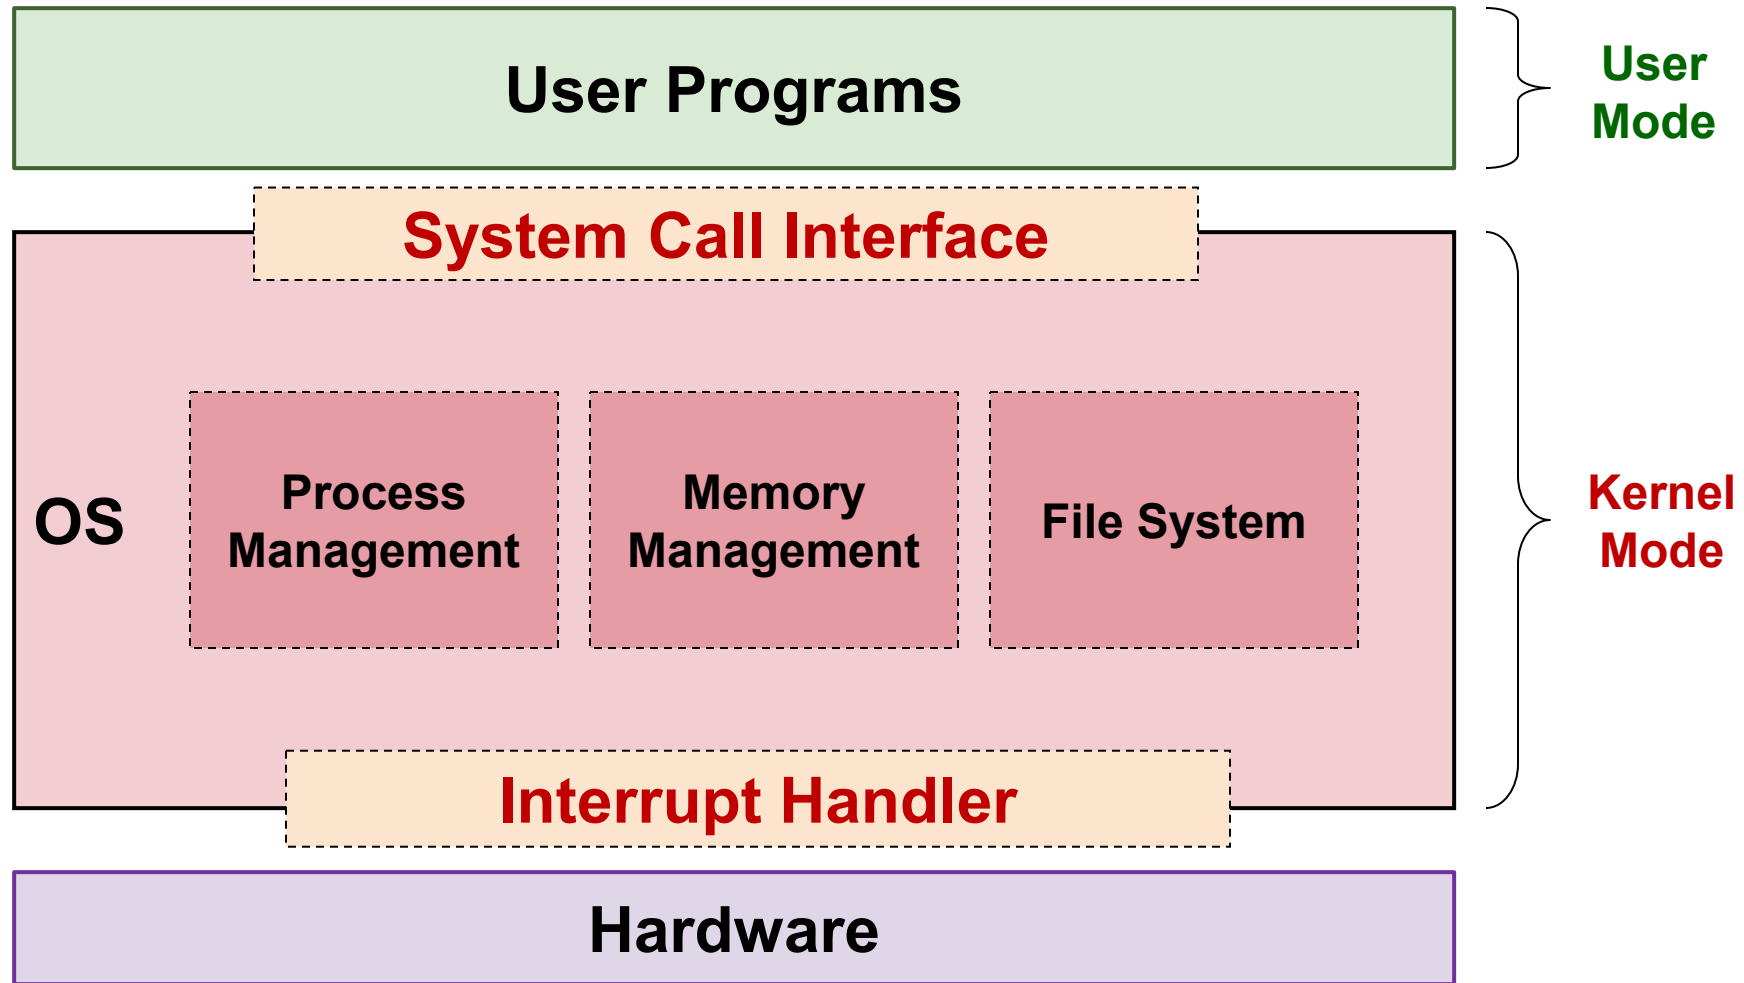 User Programs
User
Mode
System Call Interface
OS
Process
Management
Memory
Management
File System
Kernel
Mode
Interrupt Handler
Hardware